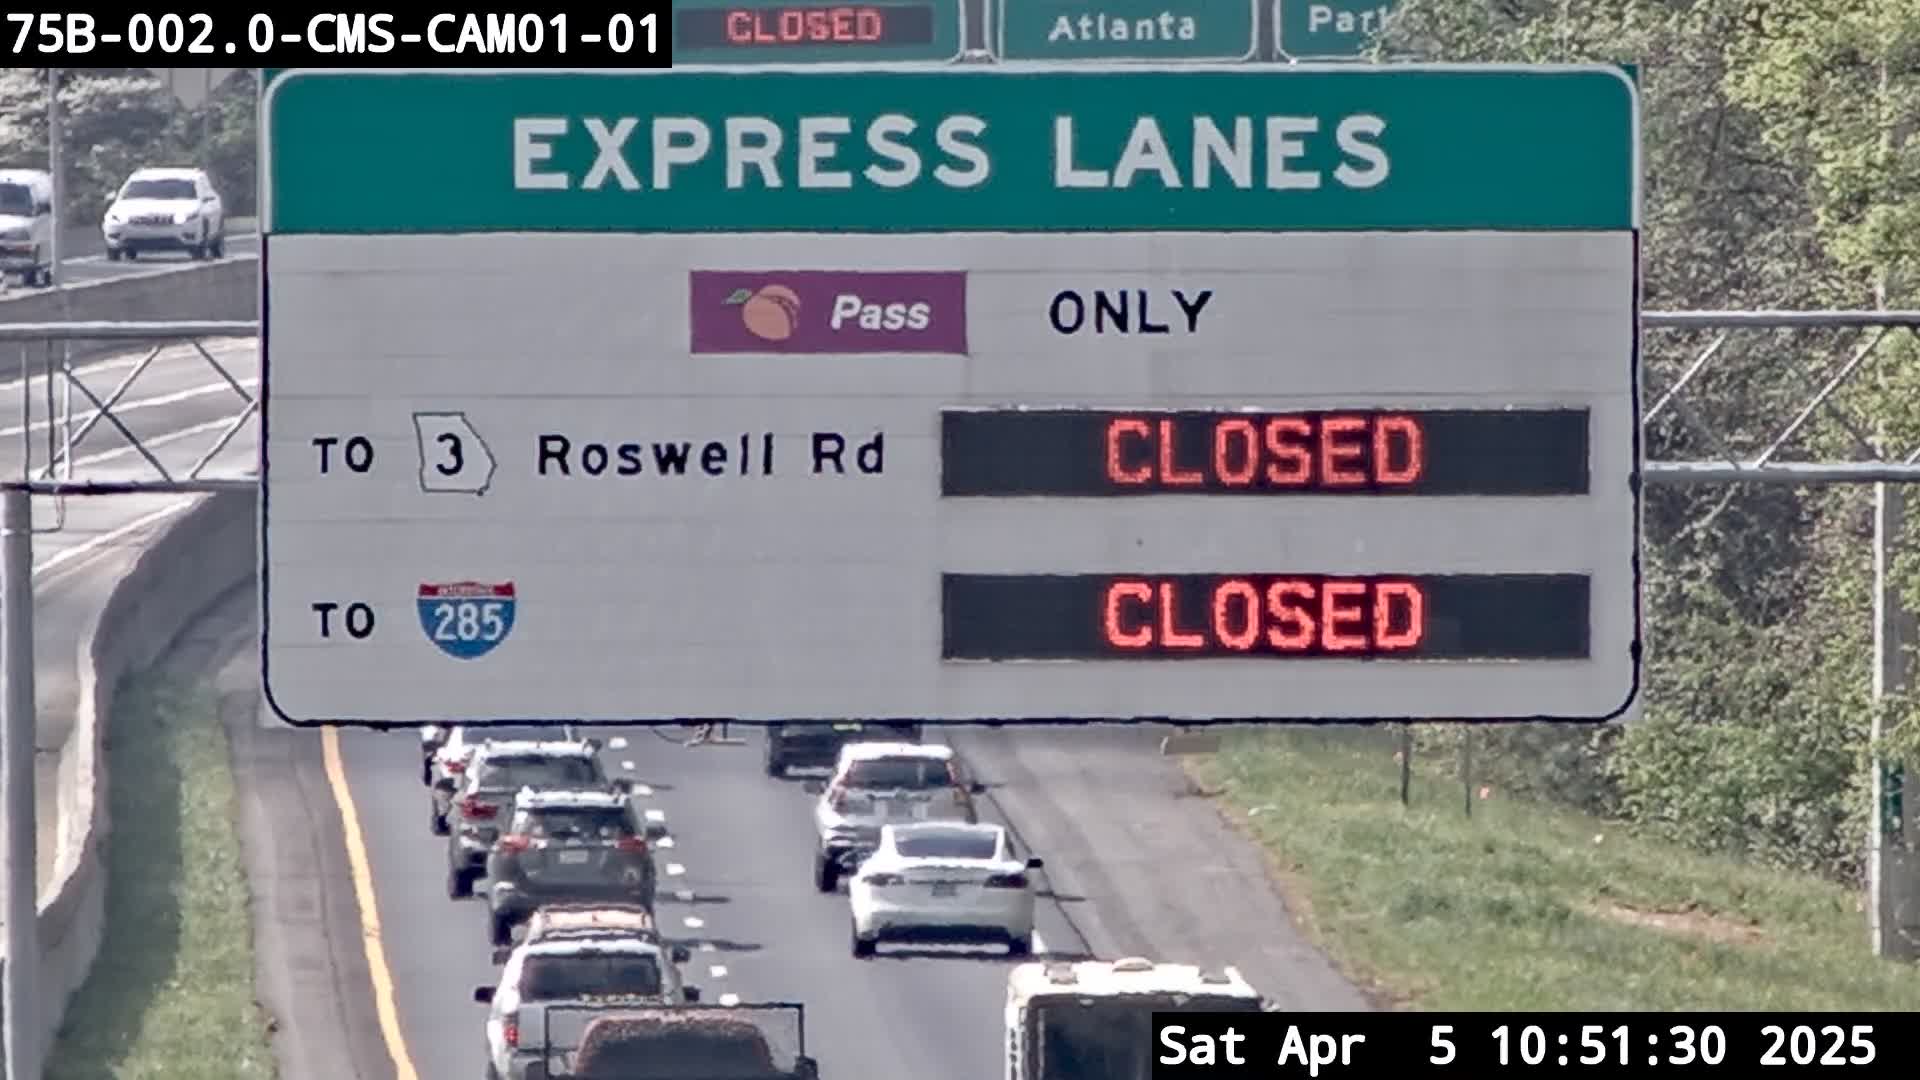 75B-002.0-CMS-CAM01-01
CLOSED
Atlanta
Park
EXPRESS LANES
Pass ONLY
TO 3 Roswell Rd CLOSED
TO INTERSTATE 285 CLOSED
Sat Apr 5 10:51:30 2025